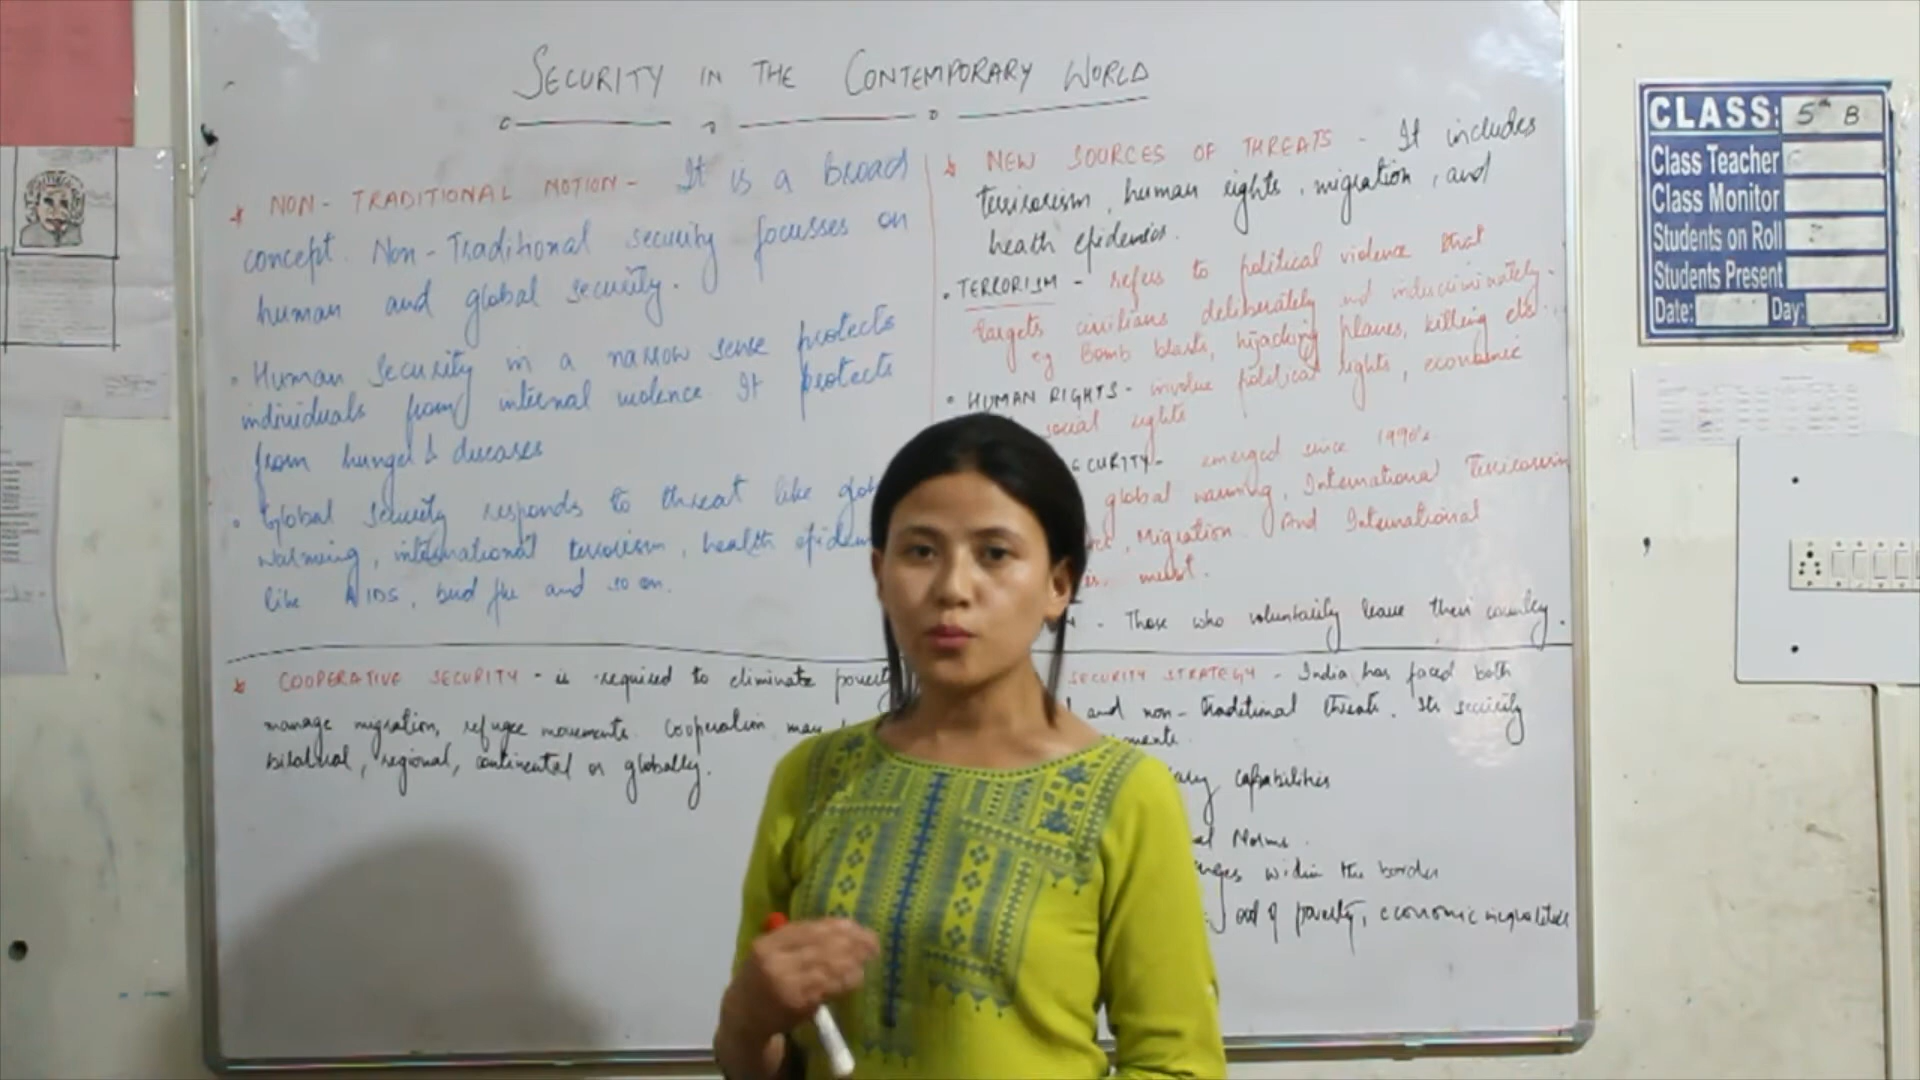 SECURITY IN THE CONTEMPORARY WORLD
* NON-TRADITIONAL MOTION - It is a broad
concept. Non-Traditional security focusses on
human and global security.
• Human Security in a narrow sense protects
individuals from internal violence. It protects
from hunger & diseases
• Global Security responds to threat like
warming, international terrorism, health
like AIDS, bird flu and so on.
* COOPERATIVE SECURITY - is required to eliminate
manage migration, refugee movements. Cooperation may
bilateral, regional, continental or globally.
* NEW SOURCES OF THREATS - It includes
terrorism, human rights, migration, and
health epidemics.
• TERRORISM - refers to political violence that
targets civilians deliberately and indiscriminately.
eg Bomb blasts, hijacking planes, killing etc.
• HUMAN RIGHTS - involve political rights, economic
social rights
CURITY - emerged since 1990's
global warming, International Terrorism
, Migration. And International
must.
- Those who voluntarily leave their country.
SECURITY STRATEGY - India has faced both
and non-traditional threats. Its security
capabilities
Norms.
within the border
out of poverty, economic inequalities
CLASS: 5th B
Class Teacher
Class Monitor
Students on Roll
Students Present
Date: Day: